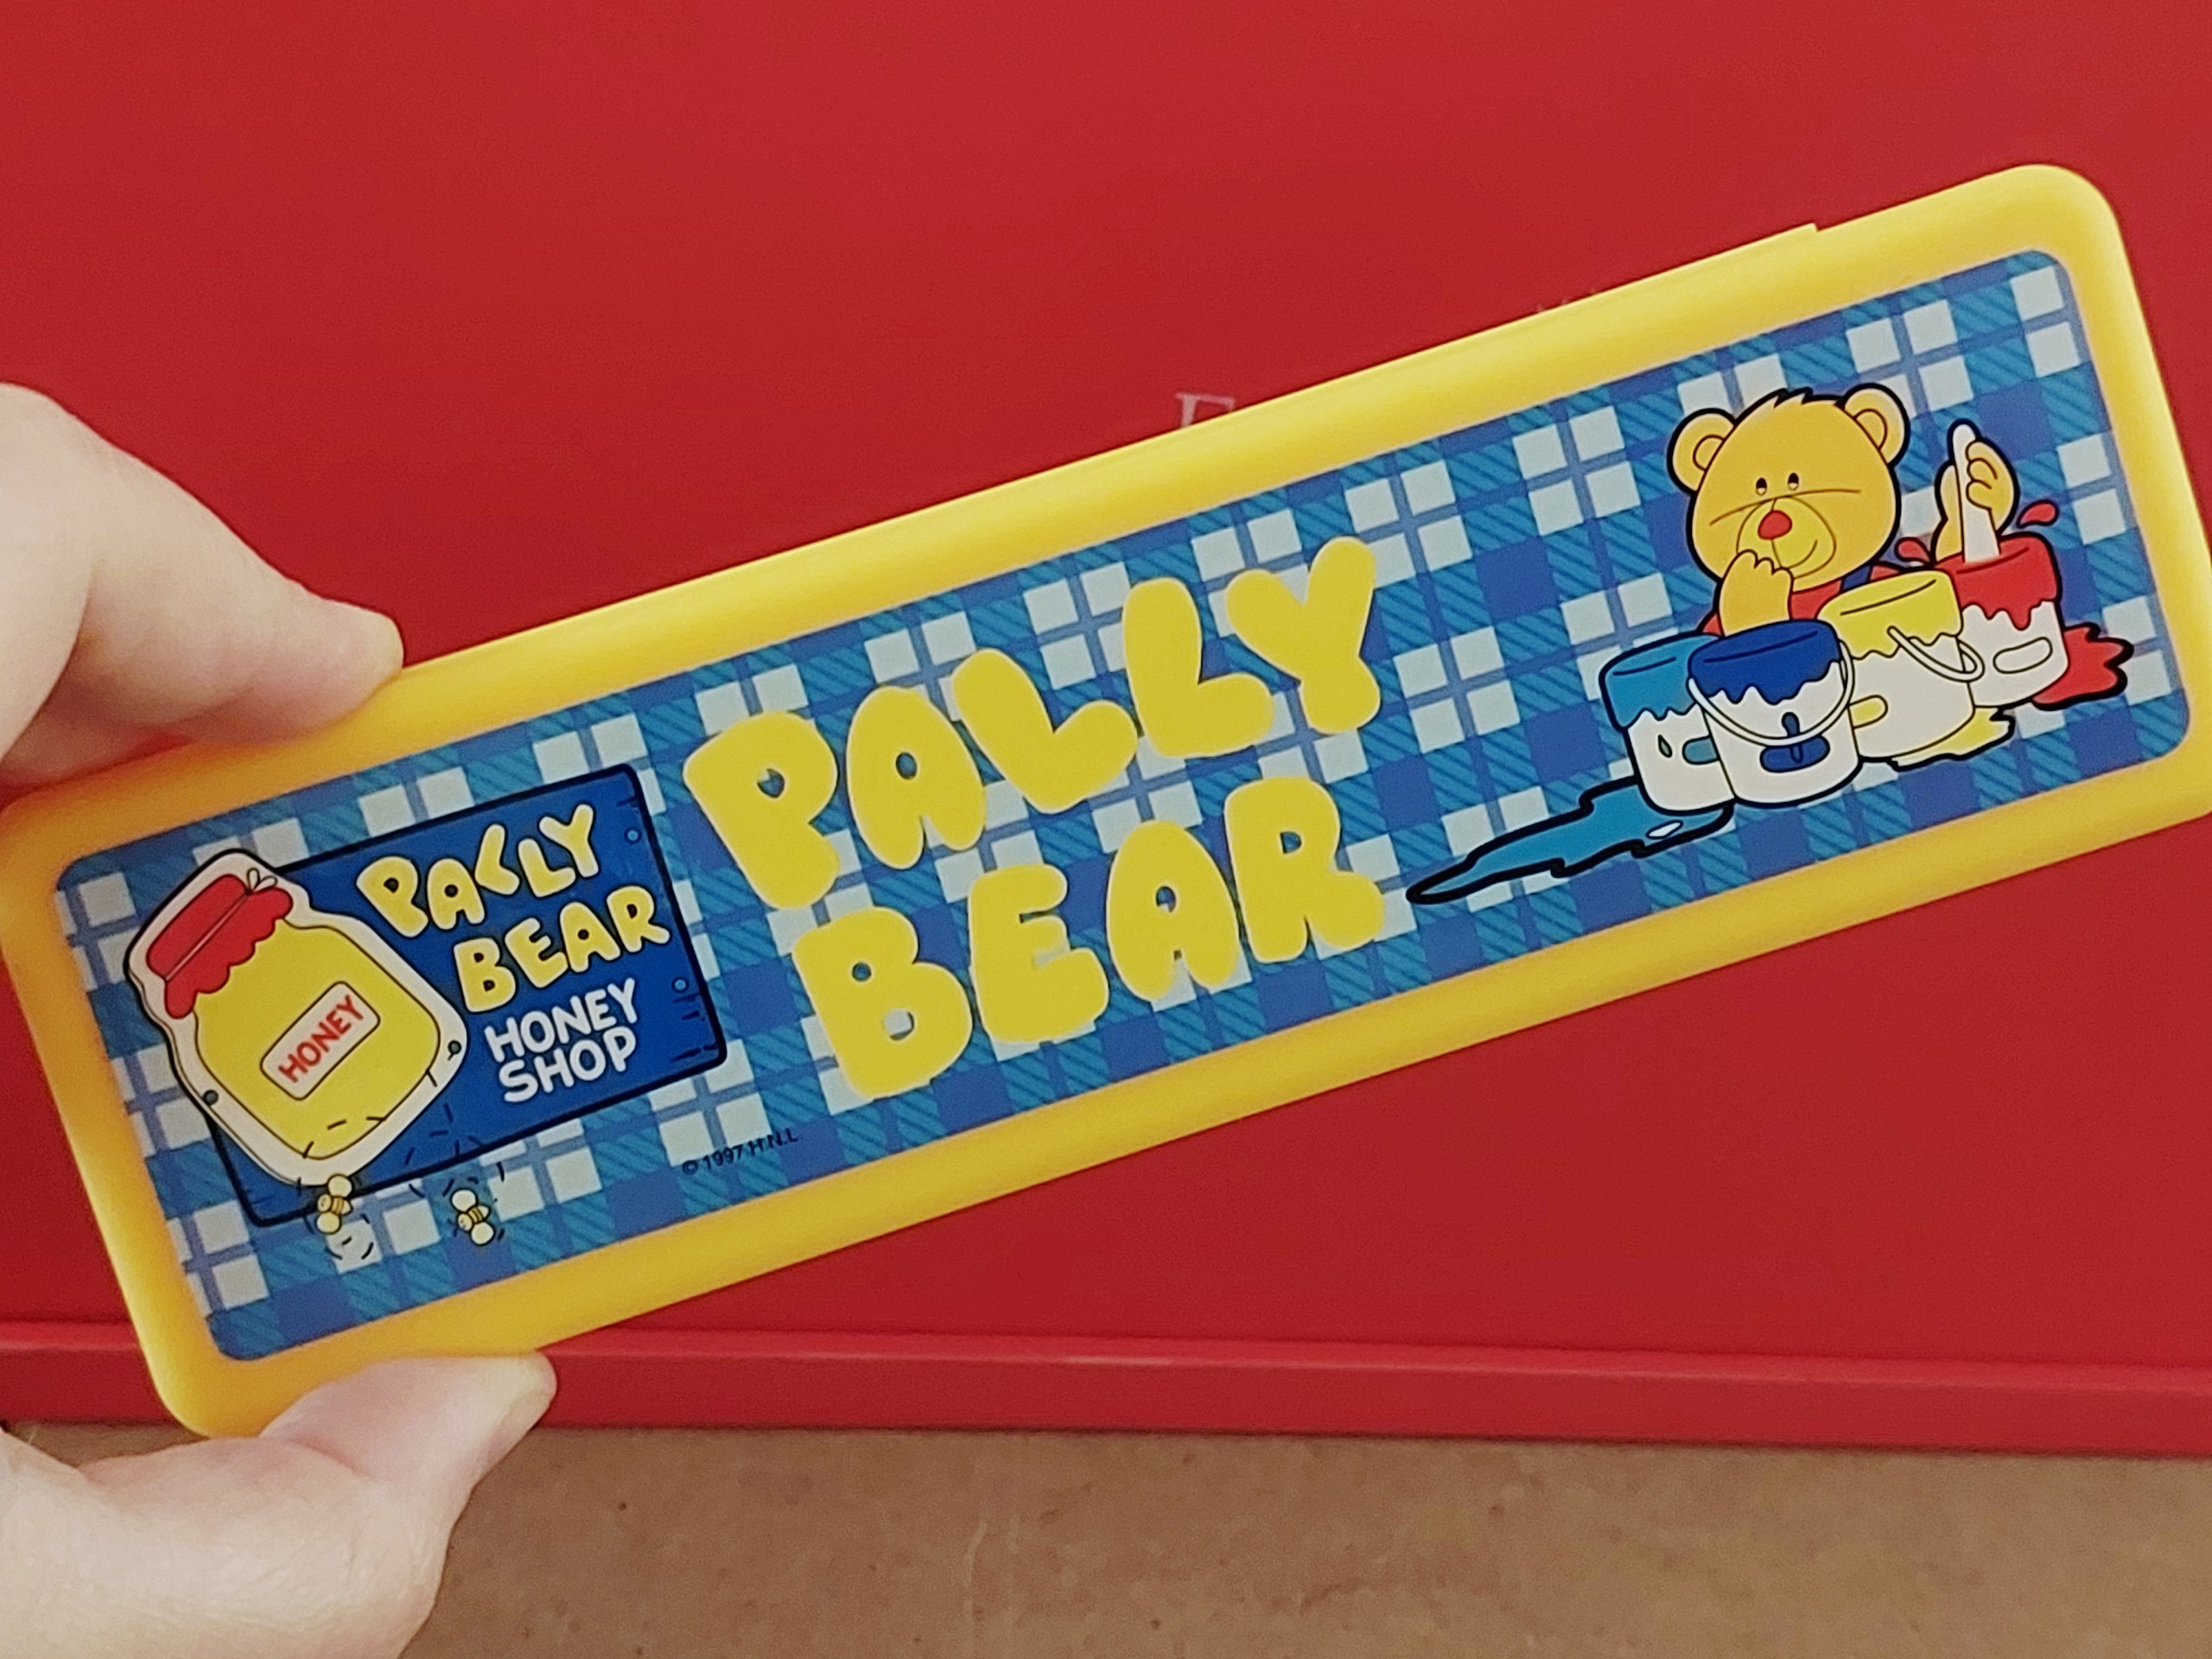 HONEY
PALLY
BEAR
HONEY
SHOP
PALLY
BEAR
© 1997 H.N.L.